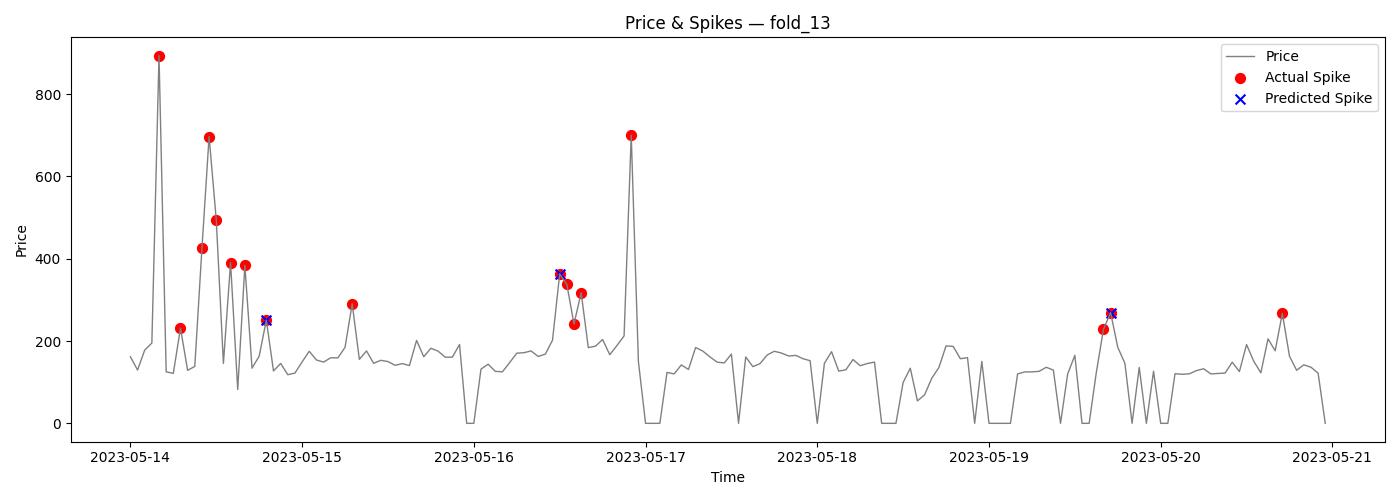 Price & Spikes — fold_13
Price
Actual Spike
Predicted Spike
Price
800
600
400
200
0
2023-05-14 2023-05-15 2023-05-16 2023-05-17 2023-05-18 2023-05-19 2023-05-20 2023-05-21
Time